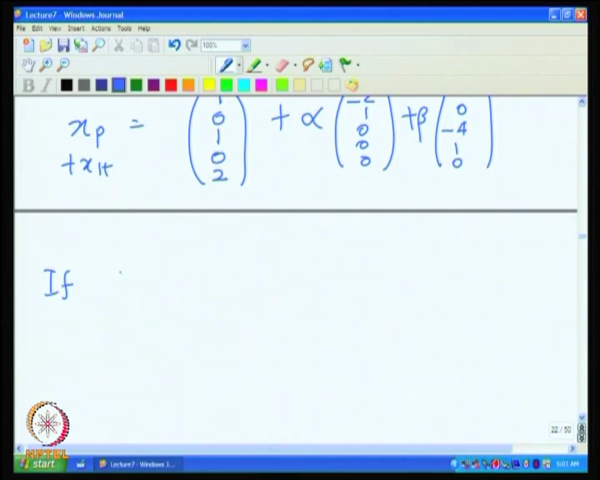 Lecture7 - Windows Journal
File Edit View Insert Actions Tools Help
100%
B I
x_p + x_H = (1 0 1 0 2) + α (-2 1 0 0 0) + β (0 -4 1 0)
If
22 / 50
NPTEL
start Lecture7 - Windows J... 5:01 AM